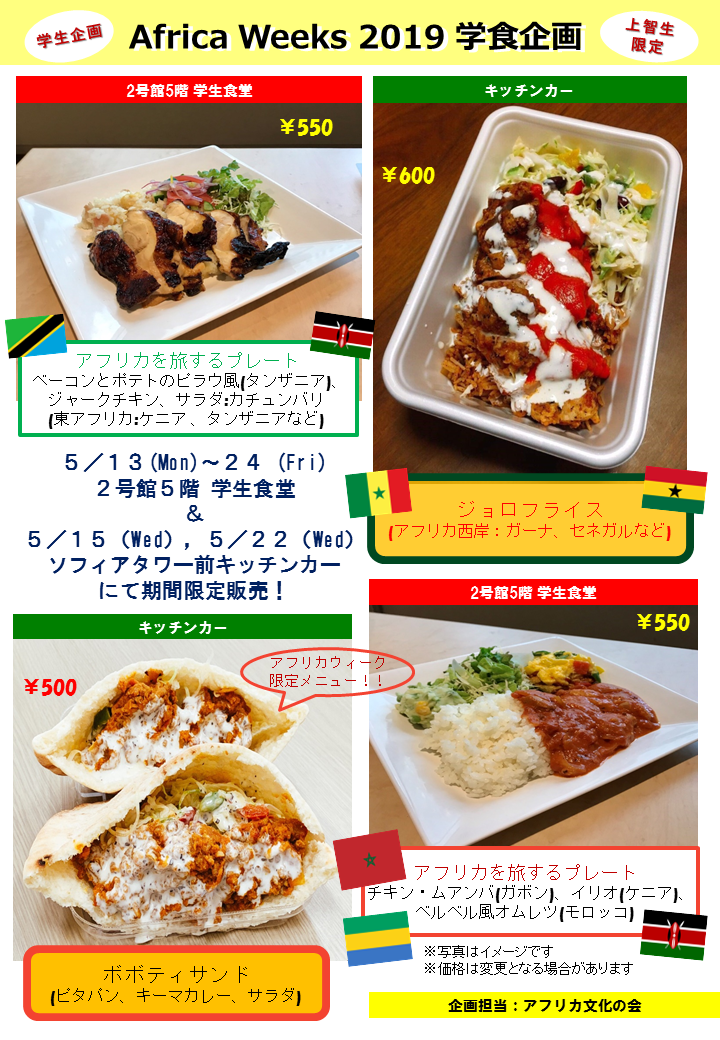 学生企画
Africa Weeks 2019 学食企画
上智生
限定
2号館5階 学生食堂
￥550
アフリカを旅するプレート
ベーコンとポテトのピラウ風(タンザニア)、
ジャークチキン、サラダ:カチュンバリ
(東アフリカ:ケニア、タンザニアなど)
キッチンカー
￥600
ジョロフライス
(アフリカ西岸：ガーナ、セネガルなど)
５／１３(Mon)～２４ (Fri)
２号館５階 学生食堂
＆
５／１５ (Wed) , ５／２２ (Wed)
ソフィアタワー前キッチンカー
にて期間限定販売！
キッチンカー
￥500
アフリカウィーク
限定メニュー！！
ボボティサンド
(ピタパン、キーマカレー、サラダ)
2号館5階 学生食堂
￥550
アフリカを旅するプレート
チキン・ムアンバ(ガボン)、イリオ(ケニア)、
ベルベル風オムレツ(モロッコ)
※写真はイメージです
※価格は変更となる場合があります
企画担当：アフリカ文化の会